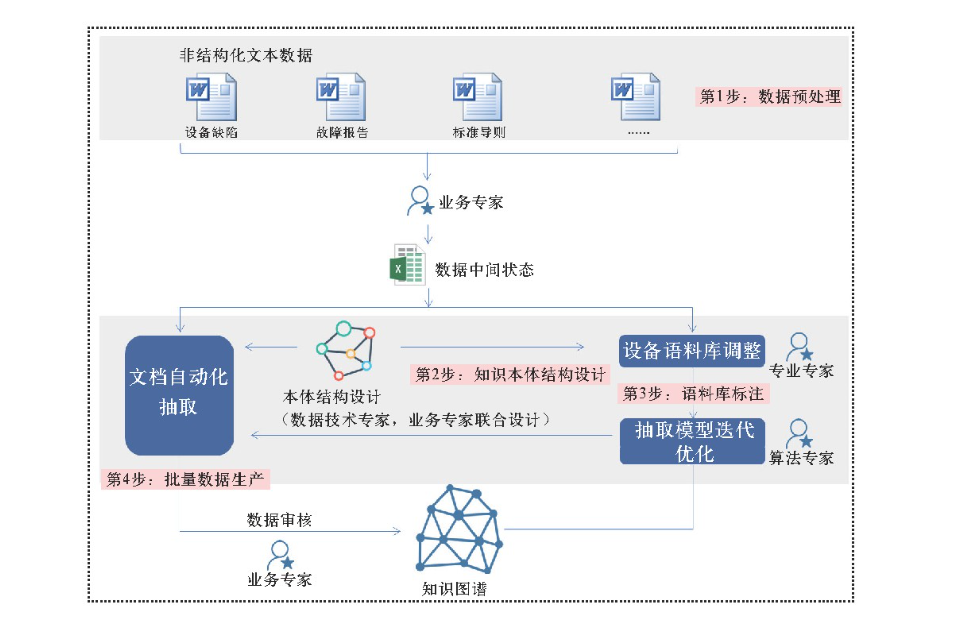 非结构化文本数据
设备缺陷
故障报告
标准导则
······
第1步：数据预处理
业务专家
数据中间状态
文档自动化
抽取
本体结构设计
（数据技术专家，业务专家联合设计）
第2步：知识本体结构设计
设备语料库调整
专业专家
第3步：语料库标注
抽取模型迭代
优化
算法专家
第4步：批量数据生产
数据审核
业务专家
知识图谱